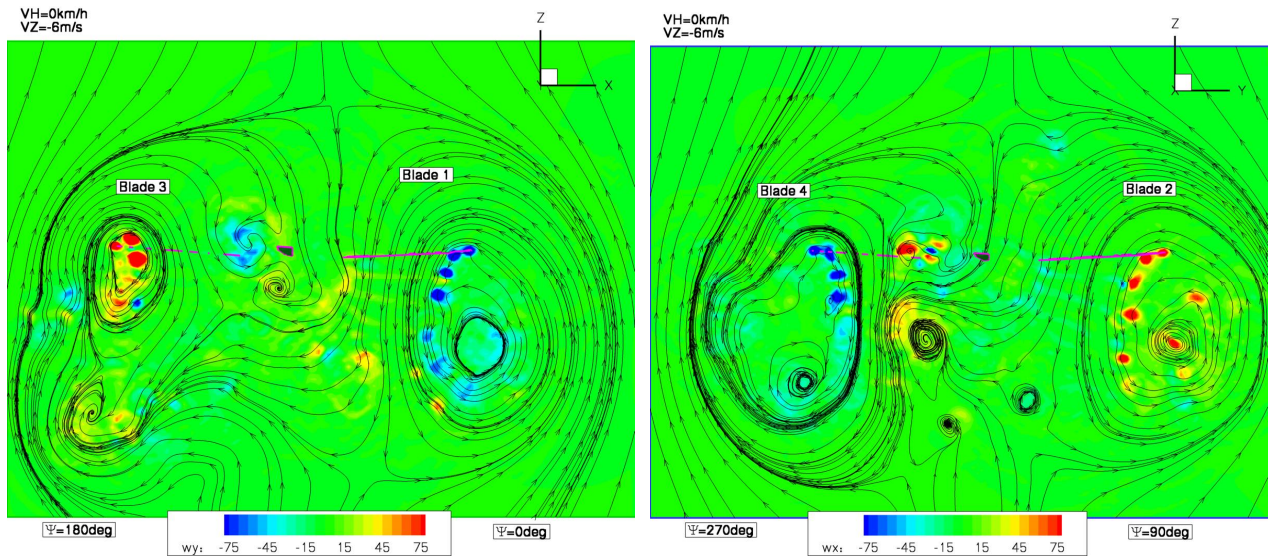 VH=0km/h
VZ=-6m/s
Z
X
Blade 3
Blade 1
Ψ=180deg
Ψ=0deg
wy: -75 -45 -15 15 45 75
VH=0km/h
VZ=-6m/s
Z
X
Y
Blade 4
Blade 2
Ψ=270deg
Ψ=90deg
wx: -75 -45 -15 15 45 75